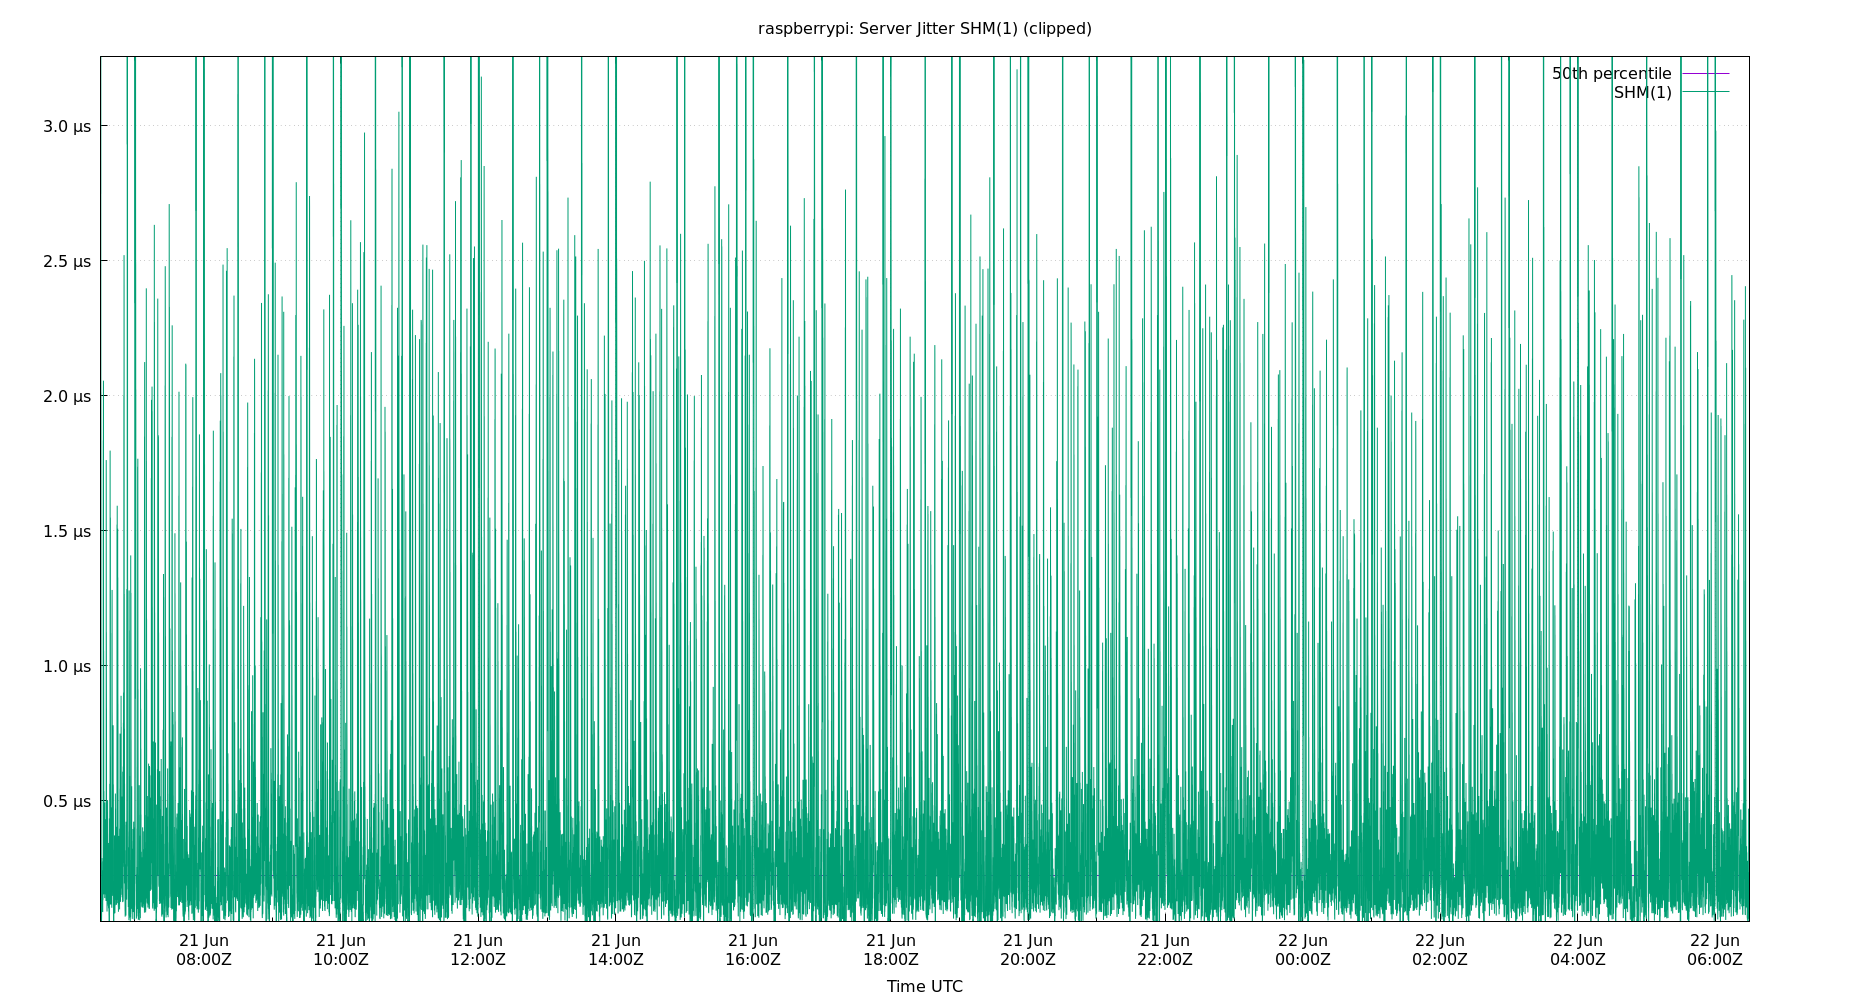 raspberrypi: Server Jitter SHM(1) (clipped)
50th percentile
SHM(1)
3.0 µs
2.5 µs
2.0 µs
1.5 µs
1.0 µs
0.5 µs
21 Jun 21 Jun 21 Jun 21 Jun 21 Jun 21 Jun 21 Jun 21 Jun 22 Jun 22 Jun 22 Jun 22 Jun
08:00Z 10:00Z 12:00Z 14:00Z 16:00Z 18:00Z 20:00Z 22:00Z 00:00Z 02:00Z 04:00Z 06:00Z
Time UTC